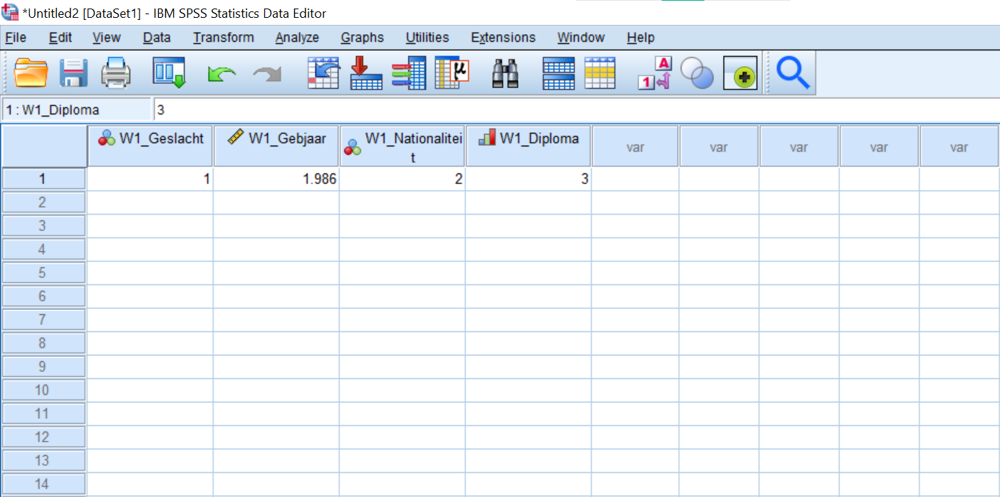 *Untitled2 [DataSet1] - IBM SPSS Statistics Data Editor
File Edit View Data Transform Analyze Graphs Utilities Extensions Window Help
μ A 1
1 : W1_Diploma 3
W1_Geslacht W1_Gebjaar W1_Nationalitei W1_Diploma var var var var var
t
1 1 1.986 2 3
2
3
4
5
6
7
8
9
10
11
12
13
14